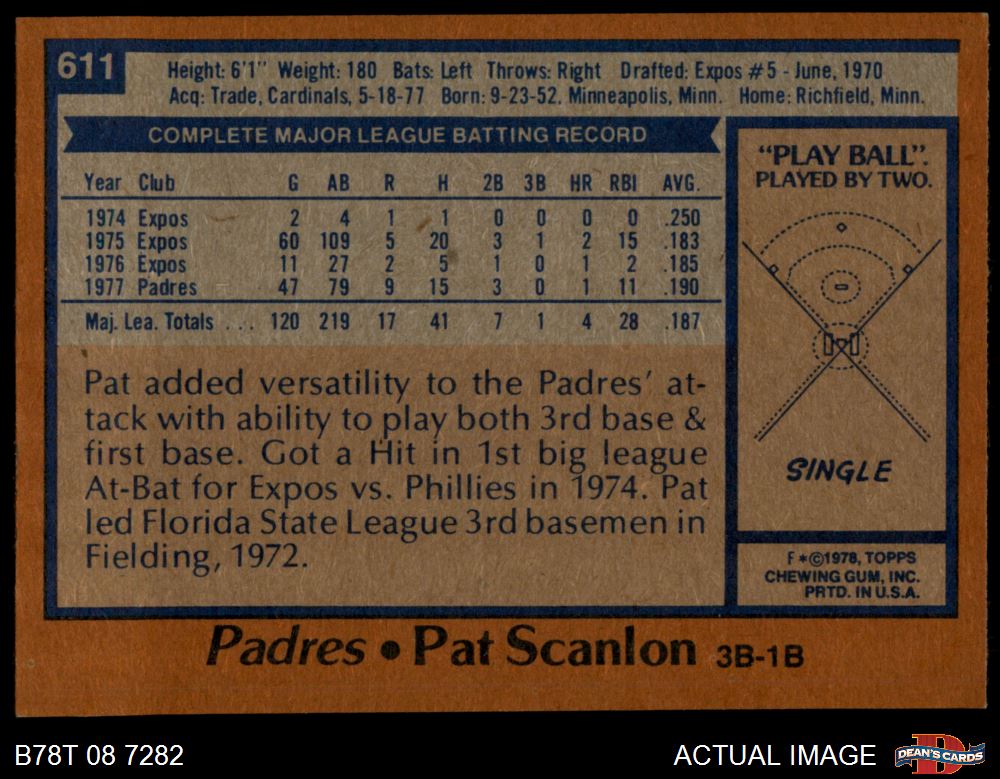 611
Height: 6'1" Weight: 180 Bats: Left Throws: Right Drafted: Expos #5 - June, 1970
Acq: Trade, Cardinals, 5-18-77 Born: 9-23-52, Minneapolis, Minn. Home: Richfield, Minn.
COMPLETE MAJOR LEAGUE BATTING RECORD
Year Club G AB R H 2B 3B HR RBI AVG.
1974 Expos 2 4 1 1 0 0 0 0 .250
1975 Expos 60 109 5 20 3 1 2 15 .183
1976 Expos 11 27 2 5 1 0 1 2 .185
1977 Padres 47 79 9 15 3 0 1 11 .190
Maj. Lea. Totals . . . 120 219 17 41 7 1 4 28 .187
Pat added versatility to the Padres' at-
tack with ability to play both 3rd base &
first base. Got a Hit in 1st big league
At-Bat for Expos vs. Phillies in 1974. Pat
led Florida State League 3rd basemen in
Fielding, 1972.
"PLAY BALL".
PLAYED BY TWO.
SINGLE
F*©1978, TOPPS
CHEWING GUM, INC.
PRTD. IN U.S.A.
Padres • Pat Scanlon 3B-1B
B78T 08 7282
ACTUAL IMAGE
DEAN'S CARDS